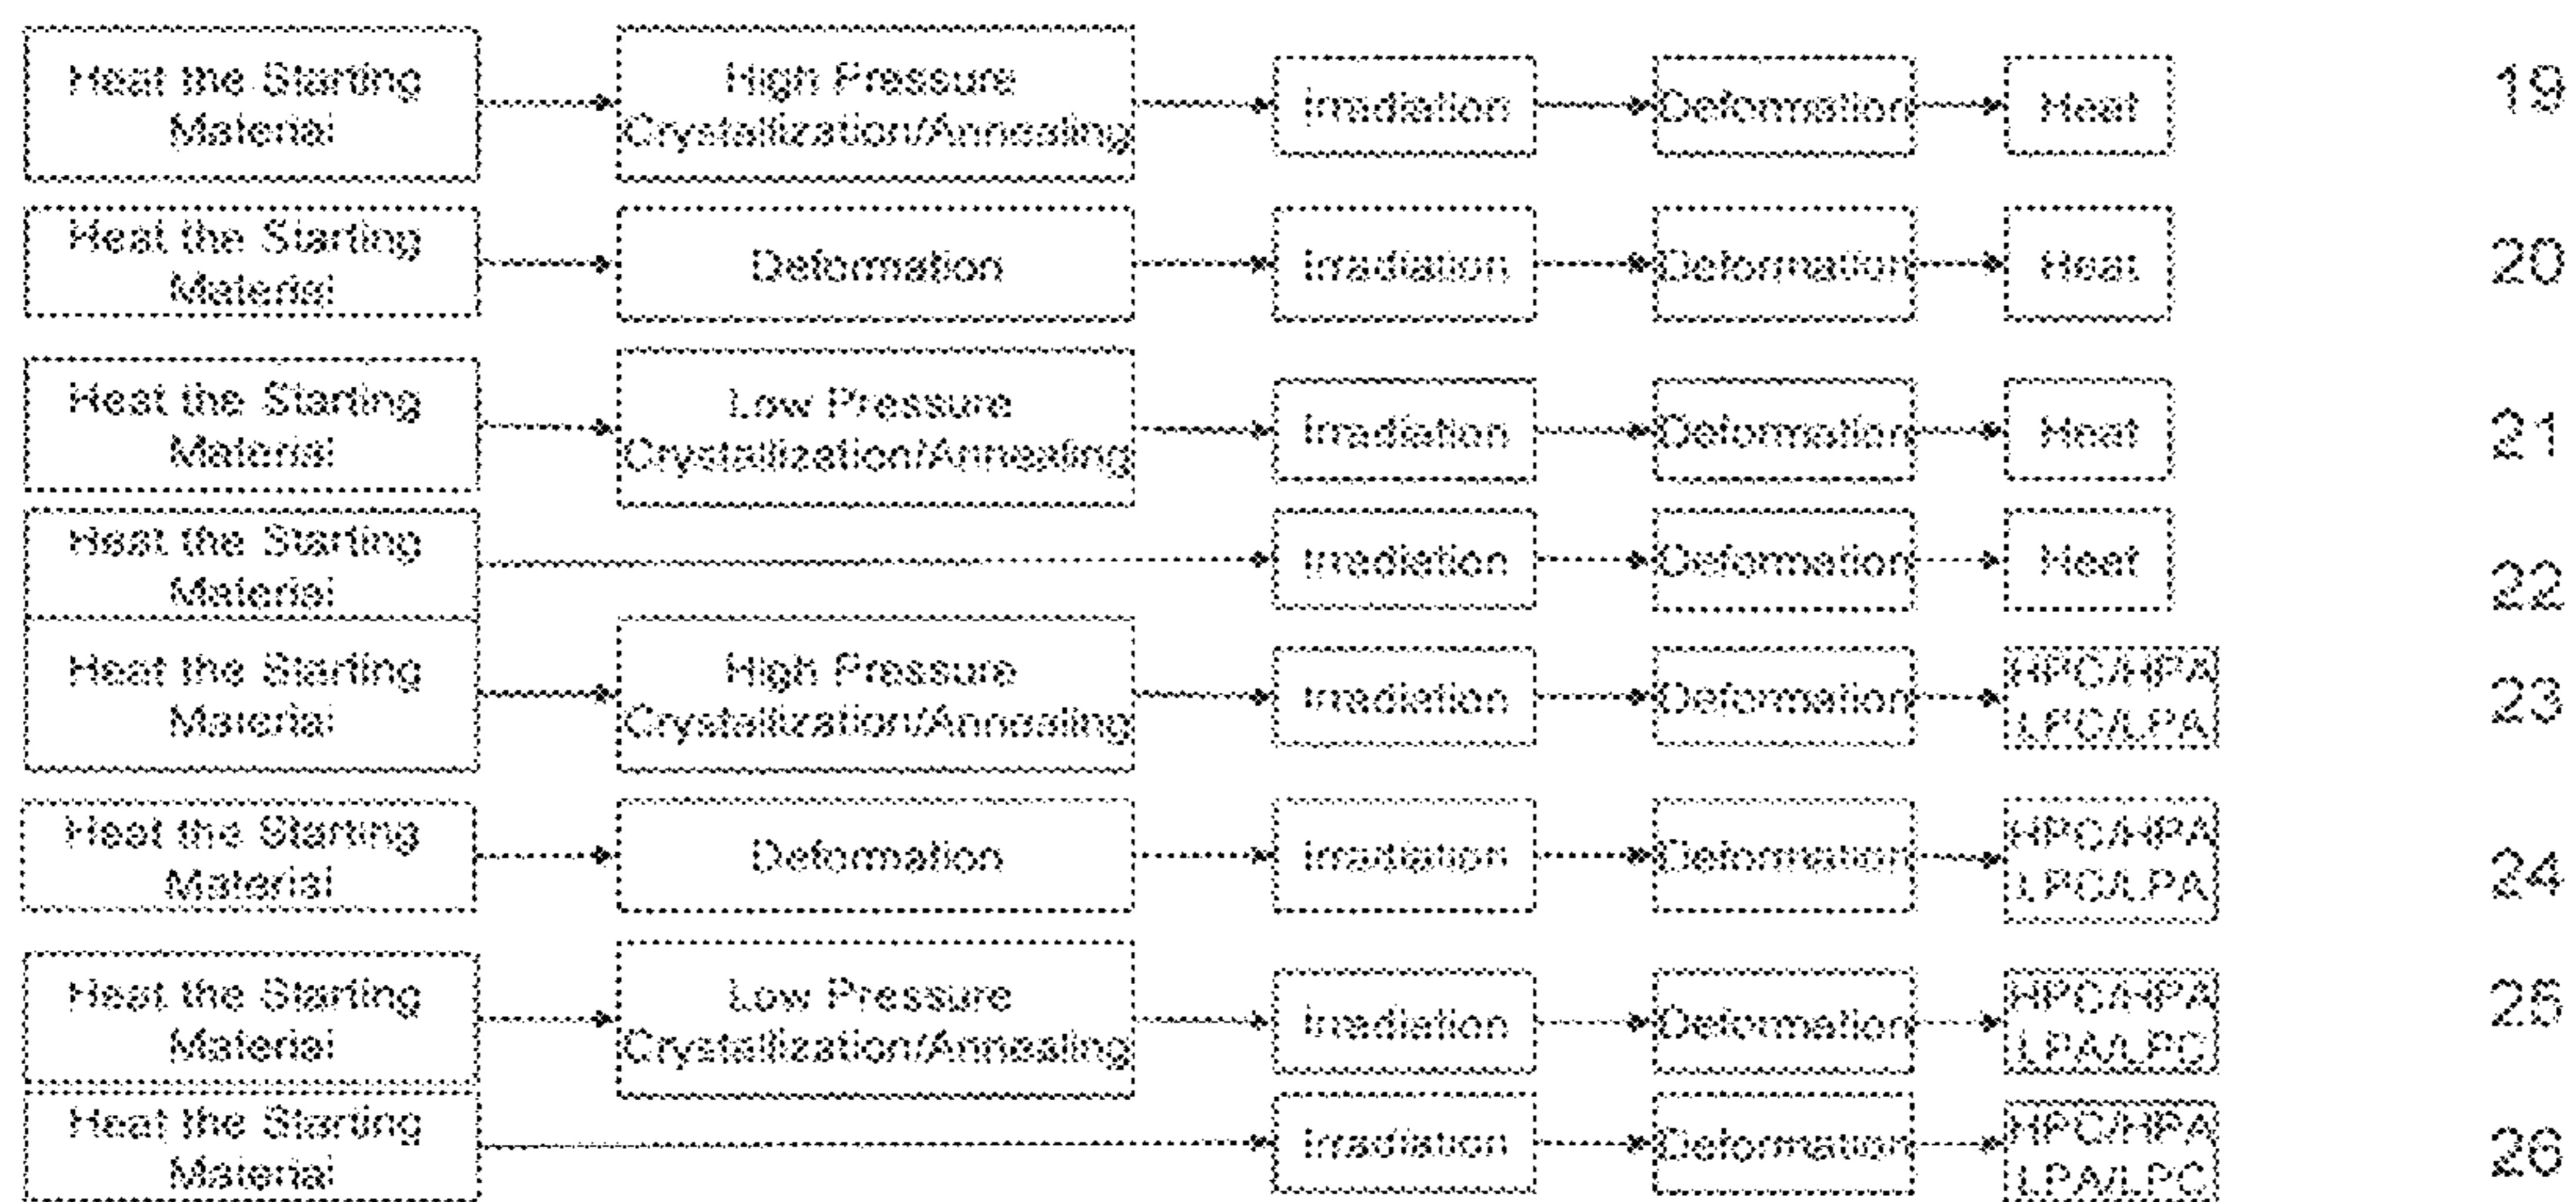 Heat the Starting
Material
High Pressure
Crystallization/Annealing
Irradiation
Deformation
Heat
19
Heat the Starting
Material
Deformation
Irradiation
Deformation
Heat
20
Heat the Starting
Material
Low Pressure
Crystallization/Annealing
Irradiation
Deformation
Heat
21
Heat the Starting
Material
Irradiation
Deformation
Heat
22
Heat the Starting
Material
High Pressure
Crystallization/Annealing
Irradiation
Deformation
HPC/HPA
LPC/LPA
23
Heat the Starting
Material
Deformation
Irradiation
Deformation
HPC/HPA
LPC/LPA
24
Heat the Starting
Material
Low Pressure
Crystallization/Annealing
Irradiation
Deformation
HPC/HPA
LPA/LPC
25
Heat the Starting
Material
Irradiation
Deformation
HPC/HPA
LPA/LPC
26